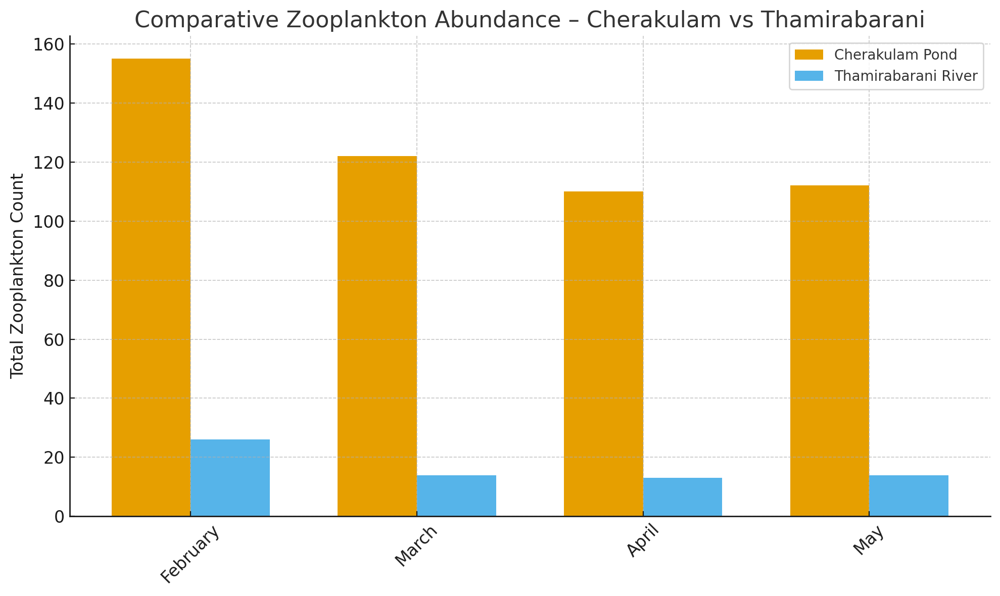 Comparative Zooplankton Abundance – Cherakulam vs Thamirabarani
Total Zooplankton Count
160
140
120
100
80
60
40
20
0
Cherakulam Pond
Thamirabarani River
February
March
April
May